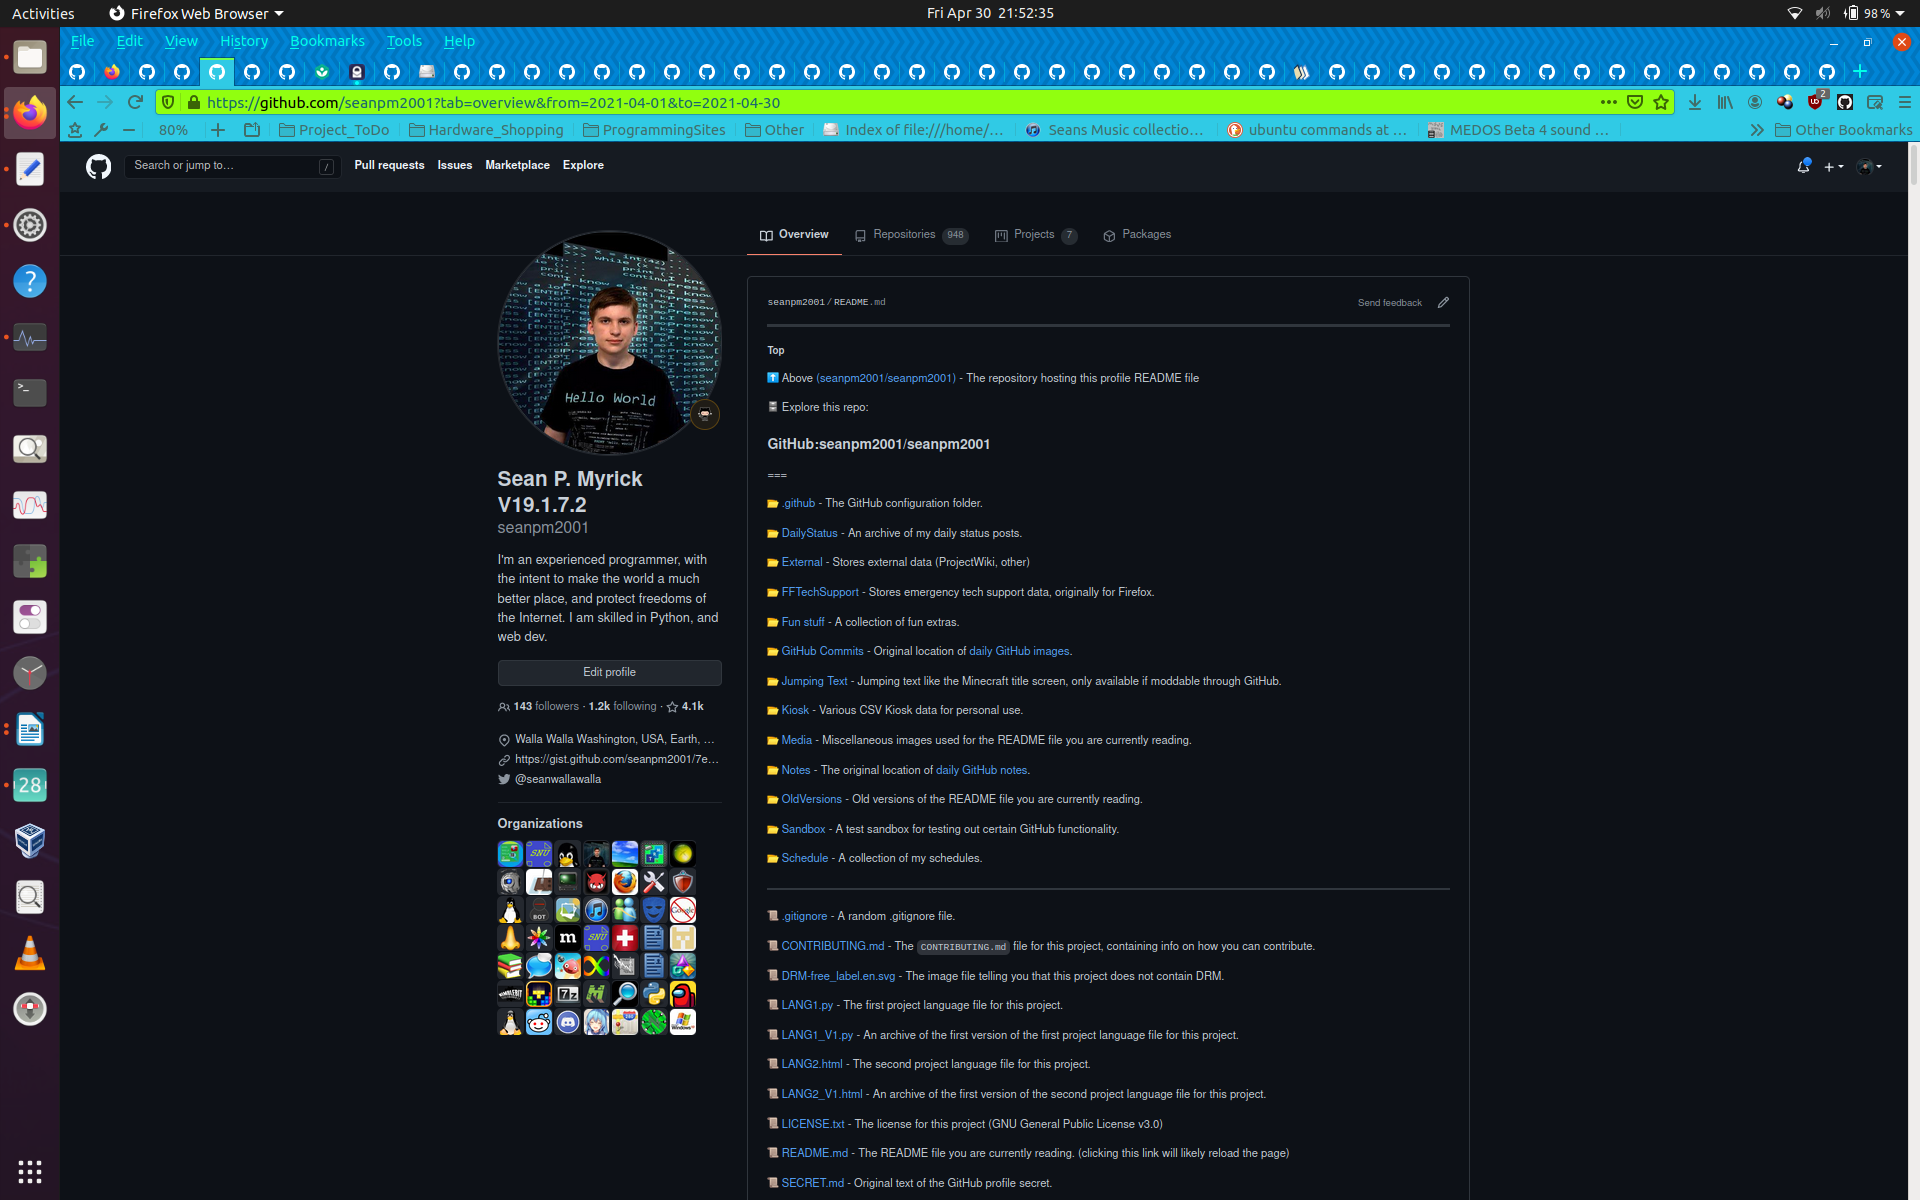 Activities
Firefox Web Browser
Fri Apr 30  21:52:35
98 %
File
Edit
View
History
Bookmarks
Tools
Help
https://github.com/seanpm2001?tab=overview&from=2021-04-01&to=2021-04-30
2
80%
Project_ToDo
Hardware_Shopping
ProgrammingSites
Other
Index of file:///home/...
Seans Music collectio...
ubuntu commands at ...
MEDOS Beta 4 sound ...
Other Bookmarks
Search or jump to...
/
Pull requests
Issues
Marketplace
Explore
Overview
Repositories 948
Projects 7
Packages
Hello World
Sean P. Myrick
V19.1.7.2
seanpm2001
I'm an experienced programmer, with
the intent to make the world a much
better place, and protect freedoms of
the Internet. I am skilled in Python, and
web dev.
Edit profile
143 followers · 1.2k following · 4.1k
Walla Walla Washington, USA, Earth, ...
https://gist.github.com/seanpm2001/7e...
@seanwallawalla
Organizations
seanpm2001/README.md
Send feedback
Top
Above (seanpm2001/seanpm2001) - The repository hosting this profile README file
Explore this repo:
GitHub:seanpm2001/seanpm2001
===
.github - The GitHub configuration folder.
DailyStatus - An archive of my daily status posts.
External - Stores external data (ProjectWiki, other)
FFTechSupport - Stores emergency tech support data, originally for Firefox.
Fun stuff - A collection of fun extras.
GitHub Commits - Original location of daily GitHub images.
Jumping Text - Jumping text like the Minecraft title screen, only available if moddable through GitHub.
Kiosk - Various CSV Kiosk data for personal use.
Media - Miscellaneous images used for the README file you are currently reading.
Notes - The original location of daily GitHub notes.
OldVersions - Old versions of the README file you are currently reading.
Sandbox - A test sandbox for testing out certain GitHub functionality.
Schedule - A collection of my schedules.
.gitignore - A random .gitignore file.
CONTRIBUTING.md - The CONTRIBUTING.md file for this project, containing info on how you can contribute.
DRM-free_label.en.svg - The image file telling you that this project does not contain DRM.
LANG1.py - The first project language file for this project.
LANG1_V1.py - An archive of the first version of the first project language file for this project.
LANG2.html - The second project language file for this project.
LANG2_V1.html - An archive of the first version of the second project language file for this project.
LICENSE.txt - The license for this project (GNU General Public License v3.0)
README.md - The README file you are currently reading. (clicking this link will likely reload the page)
SECRET.md - Original text of the GitHub profile secret.
28